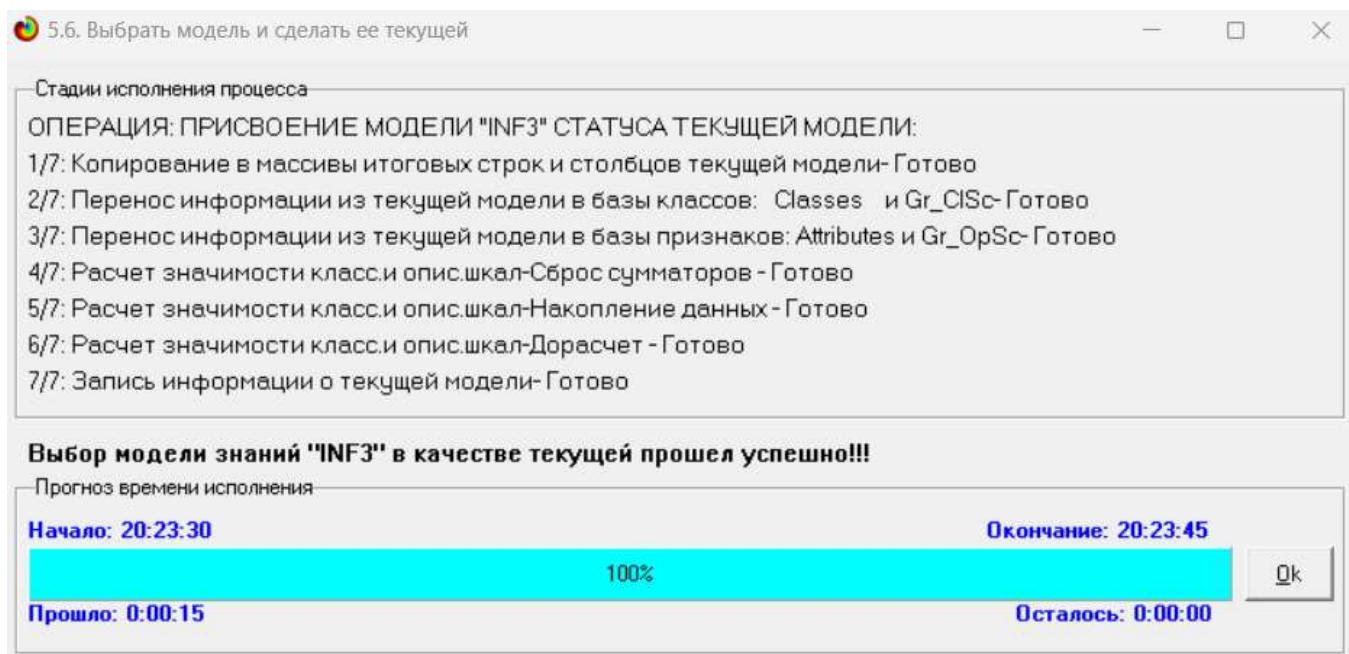 5.6. Выбрать модель и сделать ее текущей
Стадии исполнения процесса
ОПЕРАЦИЯ: ПРИСВОЕНИЕ МОДЕЛИ "INF3" СТАТУСА ТЕКУЩЕЙ МОДЕЛИ:
1/7: Копирование в массивы итоговых строк и столбцов текущей модели- Готово
2/7: Перенос информации из текущей модели в базы классов: Classes и Gr_ClSc- Готово
3/7: Перенос информации из текущей модели в базы признаков: Attributes и Gr_OpSc- Готово
4/7: Расчет значимости класс.и опис.шкал-Сброс сумматоров - Готово
5/7: Расчет значимости класс.и опис.шкал-Накопление данных - Готово
6/7: Расчет значимости класс.и опис.шкал-Дорасчет - Готово
7/7: Запись информации о текущей модели- Готово
Выбор модели знаний "INF3" в качестве текущей прошел успешно!!!
Прогноз времени исполнения
Начало: 20:23:30 Окончание: 20:23:45
100% Ok
Прошло: 0:00:15 Осталось: 0:00:00